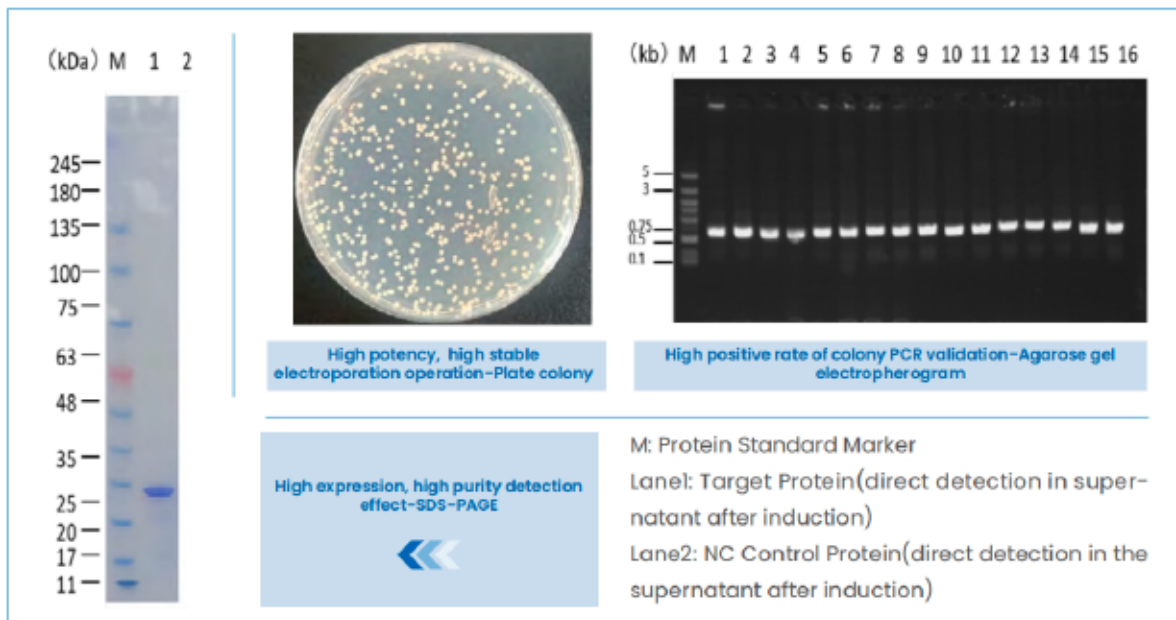 (kDa) M 1 2
245
180
135
100
75
63
48
35
25
20
17
11
High potency, high stable
electroporation operation-Plate colony
(kb) M 1 2 3 4 5 6 7 8 9 10 11 12 13 14 15 16
5
3
0.75
0.5
0.1
High positive rate of colony PCR validation-Agarose gel
electropherogram
High expression, high purity detection
effect-SDS-PAGE
M: Protein Standard Marker
Lane1: Target Protein(direct detection in super-
natant after induction)
Lane2: NC Control Protein(direct detection in the
supernatant after induction)